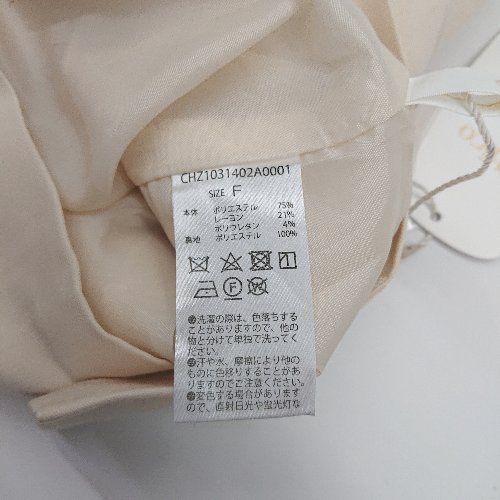 CHZ1031402A0001
SIZE F
本体 ポリエステル 75%
レーヨン 21%
ポリウレタン 4%
裏地 ポリエステル 100%
F W
●洗濯の際は、色落ちする
ことがありますので、他の
物と分けて単独で洗ってく
●汗や水、摩擦により他の
ものに色移りすることがあ
りますのでご注意ください。
●変色する場合があります
ので、直射日光や蛍光灯な